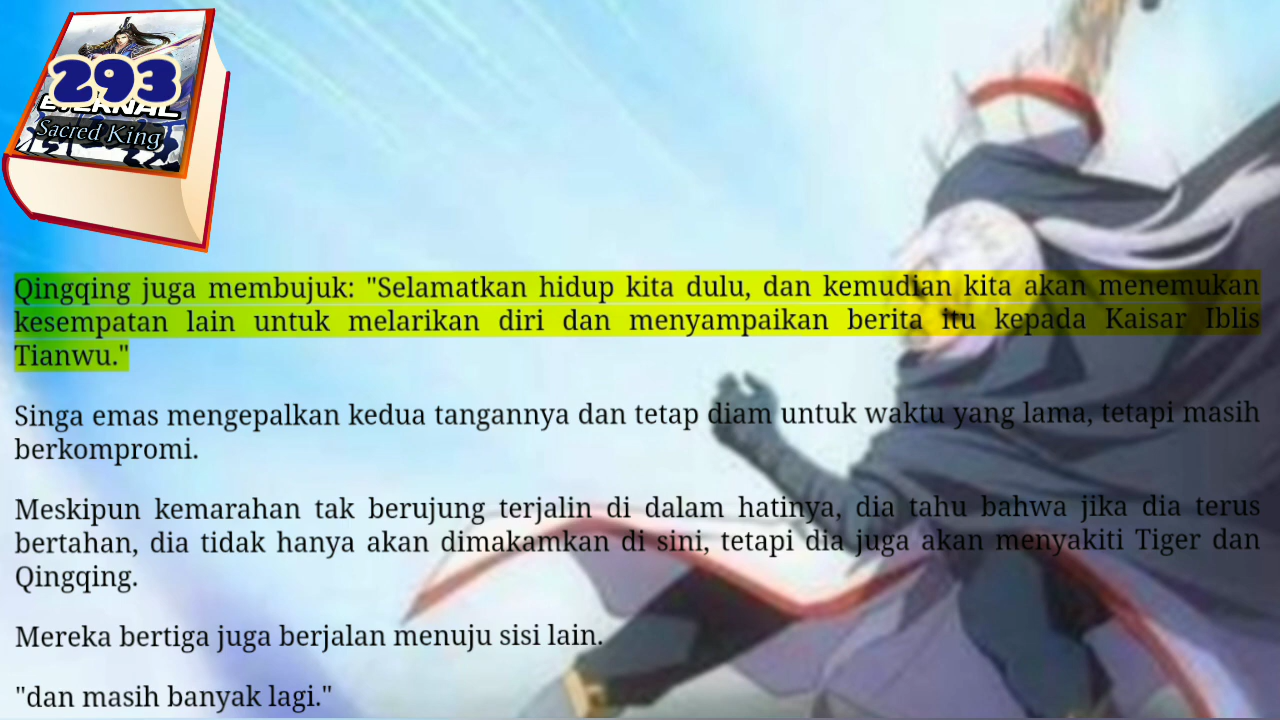 293
ETERNAL
Sacred King
Qingqing juga membujuk: "Selamatkan hidup kita dulu, dan kemudian kita akan menemukan
kesempatan lain untuk melarikan diri dan menyampaikan berita itu kepada Kaisar Iblis
Tianwu."
Singa emas mengepalkan kedua tangannya dan tetap diam untuk waktu yang lama, tetapi masih
berkompromi.
Meskipun kemarahan tak berujung terjalin di dalam hatinya, dia tahu bahwa jika dia terus
bertahan, dia tidak hanya akan dimakamkan di sini, tetapi dia juga akan menyakiti Tiger dan
Qingqing.
Mereka bertiga juga berjalan menuju sisi lain.
"dan masih banyak lagi."